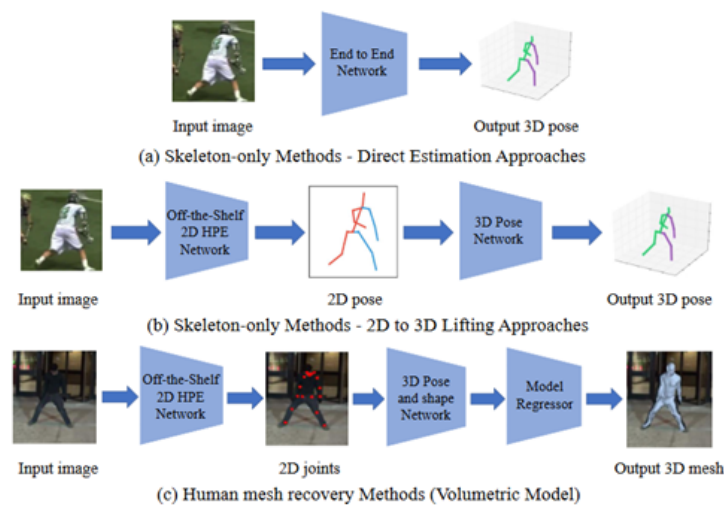 End to End
Network
Input image
Output 3D pose
(a) Skeleton-only Methods - Direct Estimation Approaches
Off-the-Shelf
2D HPE
Network
3D Pose
Network
Input image
2D pose
Output 3D pose
(b) Skeleton-only Methods - 2D to 3D Lifting Approaches
Off-the-Shelf
2D HPE
Network
3D Pose
and shape
Network
Model
Regressor
Input image
2D joints
Output 3D mesh
(c) Human mesh recovery Methods (Volumetric Model)